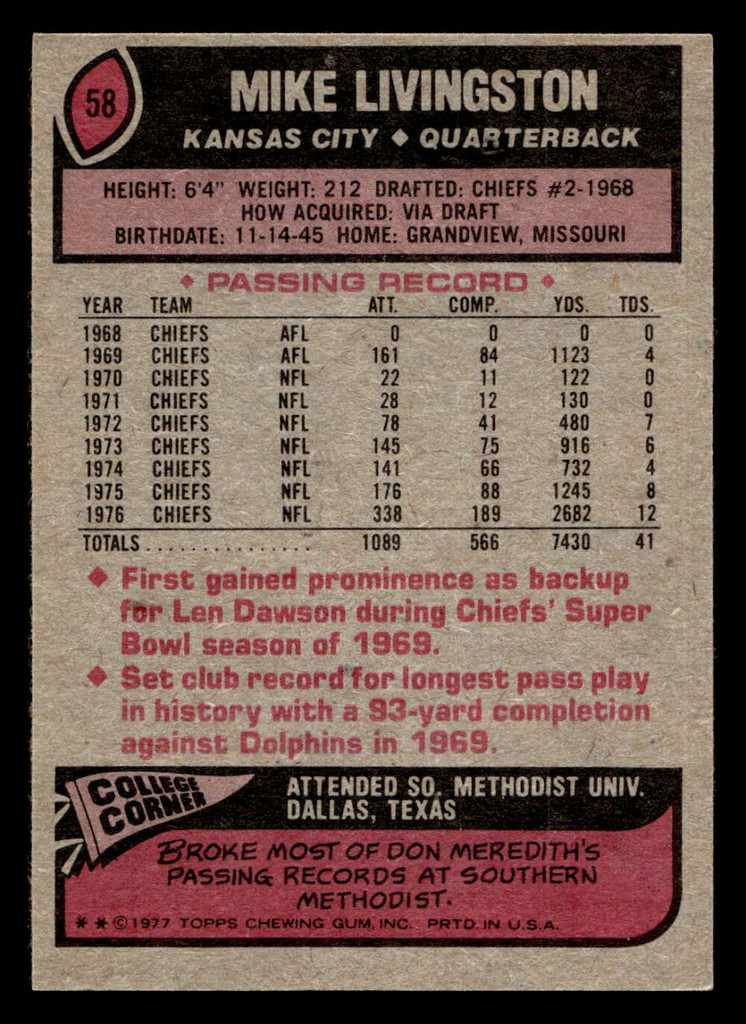 58
MIKE LIVINGSTON
KANSAS CITY ◆ QUARTERBACK
HEIGHT: 6'4" WEIGHT: 212 DRAFTED: CHIEFS #2-1968
HOW ACQUIRED: VIA DRAFT
BIRTHDATE: 11-14-45 HOME: GRANDVIEW, MISSOURI
◆ PASSING RECORD ◆
YEAR TEAM ATT. COMP. YDS. TDS.
1968 CHIEFS AFL 0 0 0 0
1969 CHIEFS AFL 161 84 1123 4
1970 CHIEFS NFL 22 11 122 0
1971 CHIEFS NFL 28 12 130 0
1972 CHIEFS NFL 78 41 480 7
1973 CHIEFS NFL 145 75 916 6
1974 CHIEFS NFL 141 66 732 4
1975 CHIEFS NFL 176 88 1245 8
1976 CHIEFS NFL 338 189 2682 12
TOTALS................ 1089 566 7430 41
◆ First gained prominence as backup
for Len Dawson during Chiefs' Super
Bowl season of 1969.
◆ Set club record for longest pass play
in history with a 93-yard completion
against Dolphins in 1969.
COLLEGE
CORNER
ATTENDED SO. METHODIST UNIV.
DALLAS, TEXAS
BROKE MOST OF DON MEREDITH'S
PASSING RECORDS AT SOUTHERN
METHODIST.
* * © 1977 TOPPS CHEWING GUM, INC. PRTD. IN U.S.A.